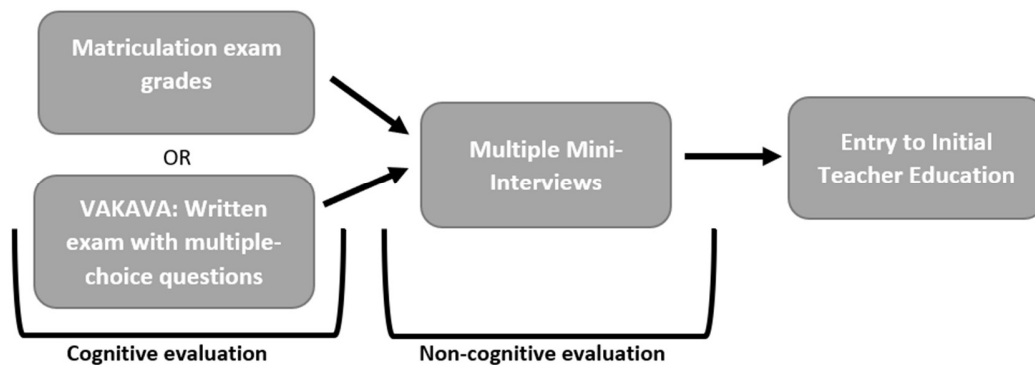 Matriculation exam
grades
OR
VAKAVA: Written
exam with multiple-
choice questions
Cognitive evaluation
Multiple Mini-
Interviews
Non-cognitive evaluation
Entry to Initial
Teacher Education